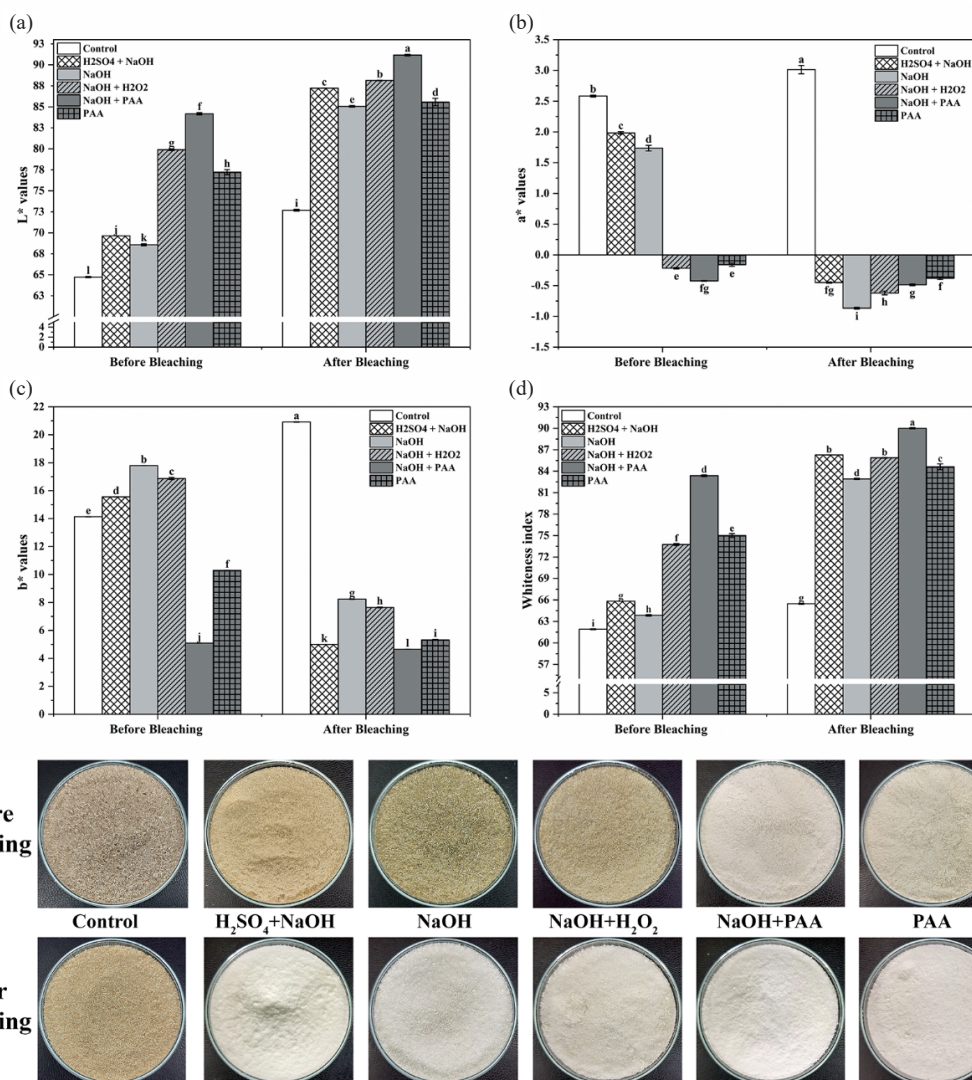 (a)
L* values
93
90
88
85
83
80
78
75
73
70
68
65
63
4
2
0
Control
H2SO4 + NaOH
NaOH
NaOH + H2O2
NaOH + PAA
PAA
l
j
k
g
f
h
i
c
e
b
a
d
Before Bleaching
After Bleaching
(b)
a* values
3.5
3.0
2.5
2.0
1.5
1.0
0.5
0.0
-0.5
-1.0
-1.5
Control
H2SO4 + NaOH
NaOH
NaOH + H2O2
NaOH + PAA
PAA
b
c
d
e
fg
e
a
fg
i
h
g
f
Before Bleaching
After Bleaching
(c)
b* values
22
20
18
16
14
12
10
8
6
4
2
0
Control
H2SO4 + NaOH
NaOH
NaOH + H2O2
NaOH + PAA
PAA
e
d
b
c
j
f
a
k
g
h
l
i
Before Bleaching
After Bleaching
(d)
Whiteness index
93
90
87
84
81
78
75
72
69
66
63
60
57
5
0
Control
H2SO4 + NaOH
NaOH
NaOH + H2O2
NaOH + PAA
PAA
i
g
h
f
d
e
g
b
d
b
a
c
Before Bleaching
After Bleaching
re
ing
Control
H₂SO₄+NaOH
NaOH
NaOH+H₂O₂
NaOH+PAA
PAA
r
ing